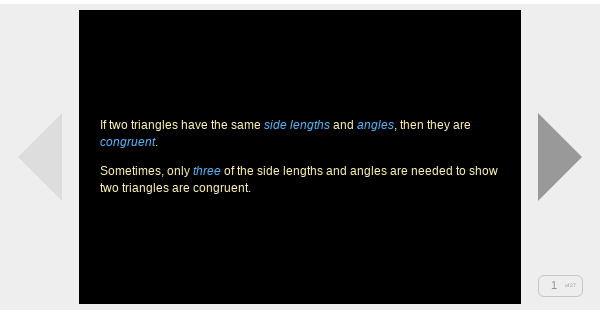 If two triangles have the same side lengths and angles, then they are
congruent.
Sometimes, only three of the side lengths and angles are needed to show
two triangles are congruent.
1